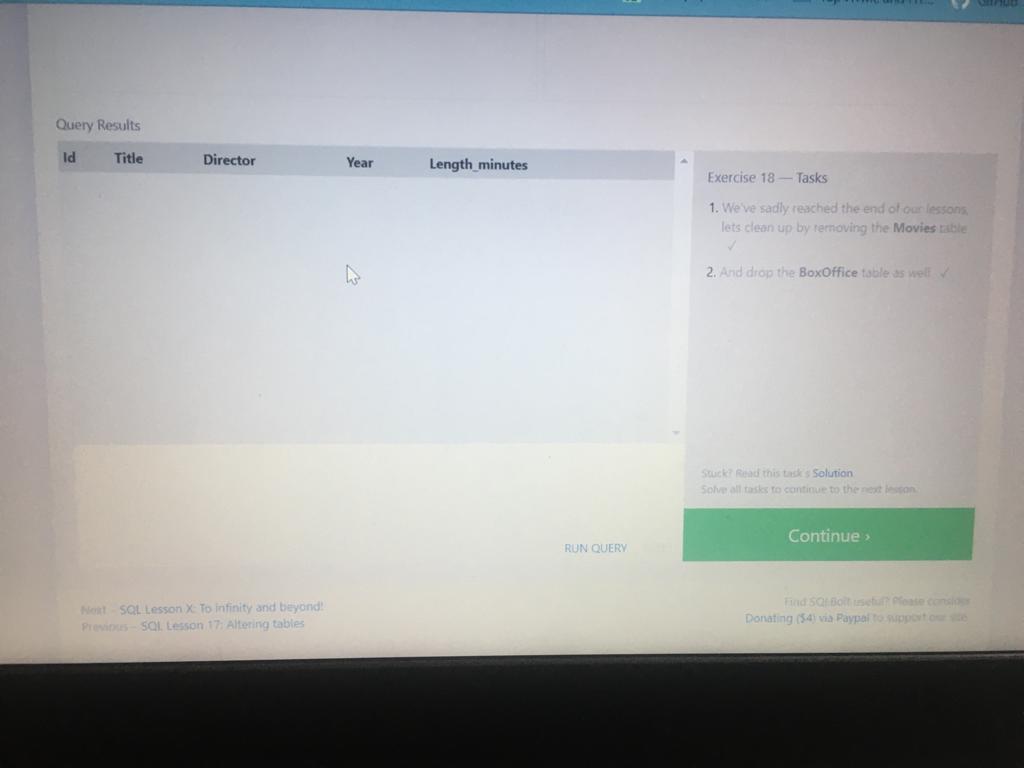 GitHub
Query Results
Id Title Director Year Length_minutes
Exercise 18 — Tasks
1. We've sadly reached the end of our lessons,
lets clean up by removing the Movies table
✓
2. And drop the BoxOffice table as well ✓
Stuck? Read this task's Solution.
Solve all tasks to continue to the next lesson.
RUN QUERY
Continue ›
Next – SQL Lesson X: To infinity and beyond!
Previous – SQL Lesson 17: Altering tables
Find SQLBolt useful? Please consider
Donating ($4) via Paypal to support our site